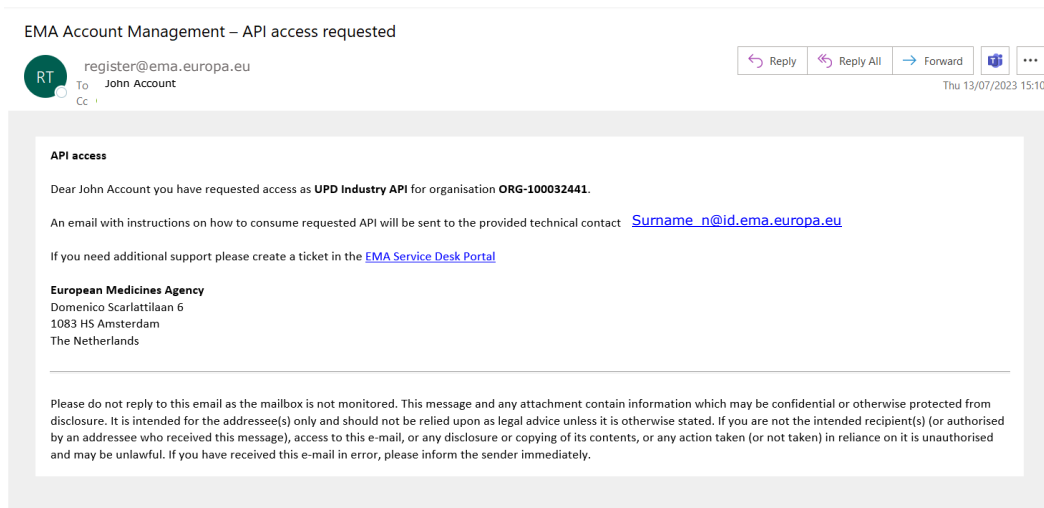 EMA Account Management – API access requested
RT
register@ema.europa.eu
To John Account
Cc
Reply
Reply All
Forward
Thu 13/07/2023 15:10
API access
Dear John Account you have requested access as UPD Industry API for organisation ORG-100032441.
An email with instructions on how to consume requested API will be sent to the provided technical contact Surname_n@id.ema.europa.eu
If you need additional support please create a ticket in the EMA Service Desk Portal
European Medicines Agency
Domenico Scarlattilaan 6
1083 HS Amsterdam
The Netherlands
Please do not reply to this email as the mailbox is not monitored. This message and any attachment contain information which may be confidential or otherwise protected from
disclosure. It is intended for the addressee(s) only and should not be relied upon as legal advice unless it is otherwise stated. If you are not the intended recipient(s) (or authorised
by an addressee who received this message), access to this e-mail, or any disclosure or copying of its contents, or any action taken (or not taken) in reliance on it is unauthorised
and may be unlawful. If you have received this e-mail in error, please inform the sender immediately.